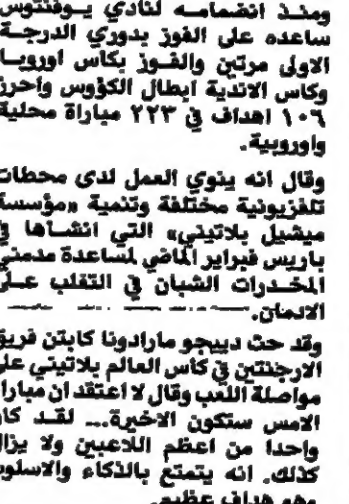 ومنذ انضمامه لنادي يوفنتوس
ساعده على الفوز بدوري الدرجة
الاولى مرتين والفوز بكاس اوروبا
وكاس الاندية ابطال الكؤوس واحرز
١٠٦ اهداف في ٢٢٣ مباراة محلية
واوروبية.
وقال انه ينوي العمل لدى محطات
تلفزيونية مختلفة وتنمية «مؤسسة
ميشيل بلاتيني» التي انشاها في
باريس فبراير الماضي لمساعدة مدمني
المخدرات الشبان في التغلب على
الادمان.
وقد حث دييجو مارادونا كابتن فريق
الارجنتين في كاس العالم بلاتيني على
مواصلة اللعب وقال لا اعتقد ان مباراة
الامس ستكون الاخيرة... لقد كان
واحدا من اعظم اللاعبين ولا يزال
كذلك. انه يتمتع بالذكاء والاسلوب
وهو هداف عظيم.